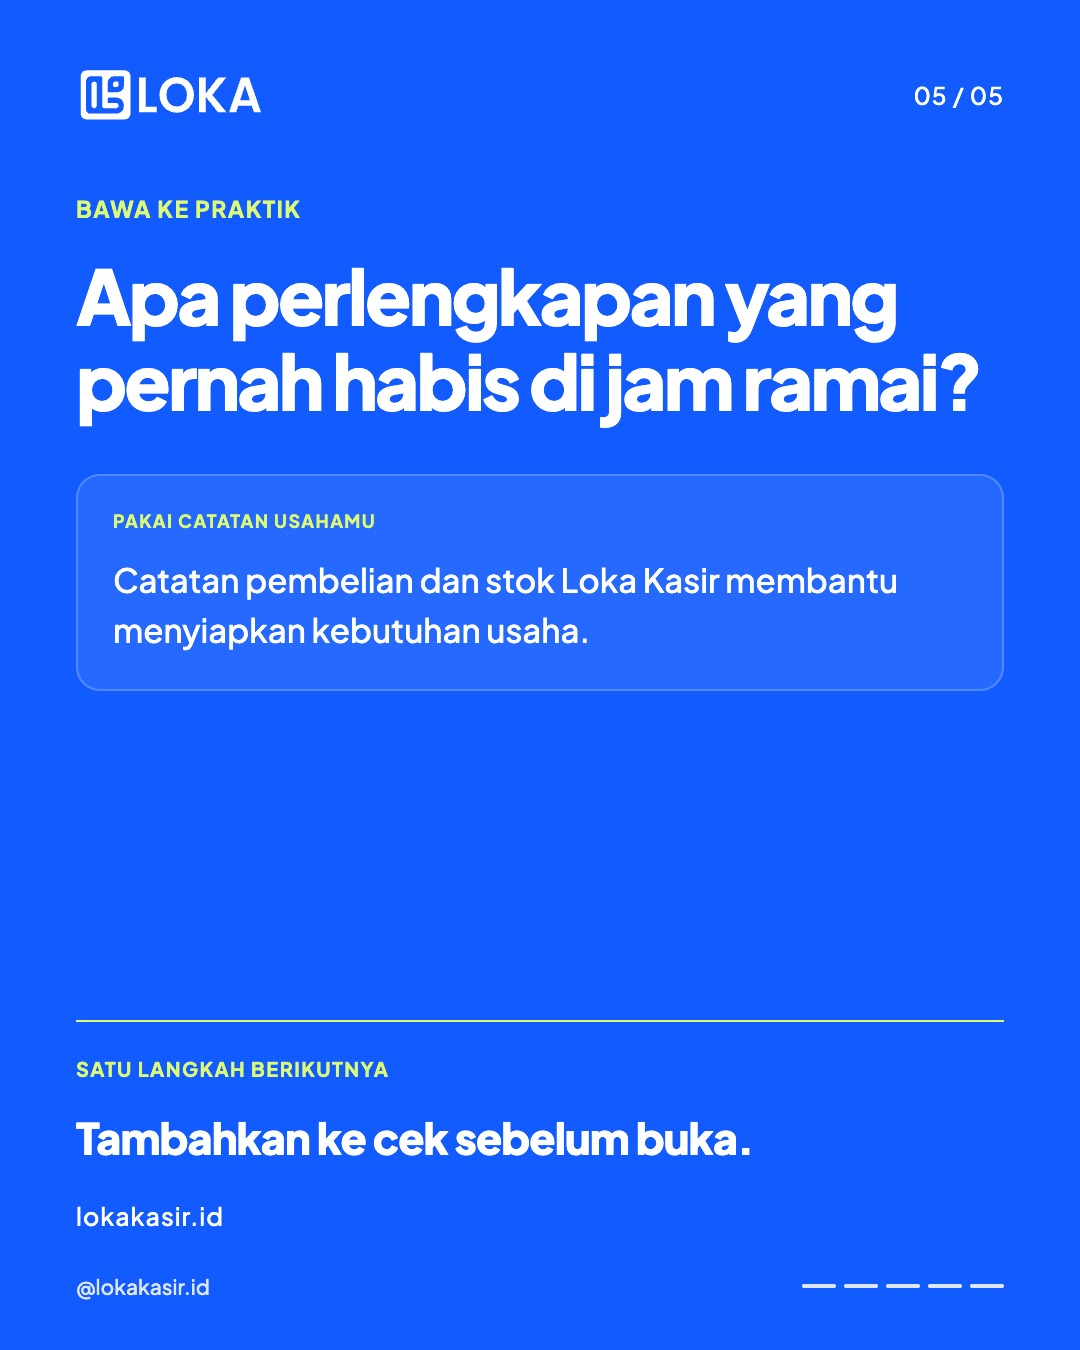 LOKA
05 / 05
BAWA KE PRAKTIK
Apa perlengkapan yang
pernah habis di jam ramai?
PAKAI CATATAN USAHAMU
Catatan pembelian dan stok Loka Kasir membantu
menyiapkan kebutuhan usaha.
SATU LANGKAH BERIKUTNYA
Tambahkan ke cek sebelum buka.
lokakasir.id
@lokakasir.id